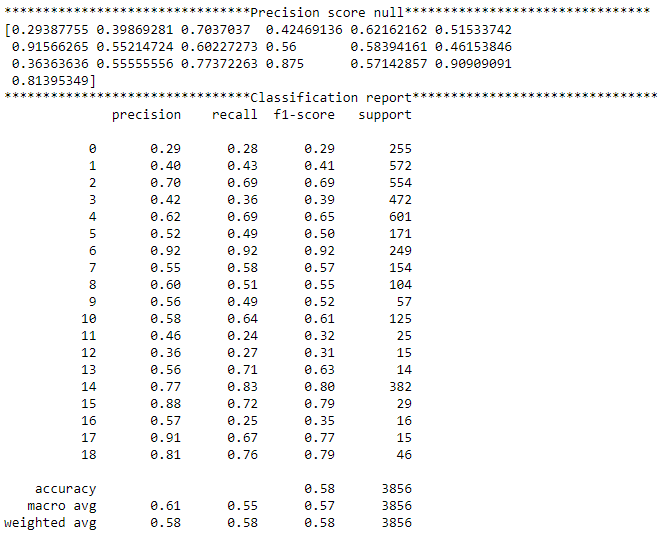 ********************************Precision score null********************************
[0.29387755 0.39869281 0.7037037  0.42469136 0.62162162 0.51533742
 0.91566265 0.55214724 0.60227273 0.56       0.58394161 0.46153846
 0.36363636 0.55555556 0.77372263 0.875      0.57142857 0.90909091
 0.81395349]
********************************Classification report********************************
              precision    recall  f1-score   support

           0       0.29      0.28      0.29       255
           1       0.40      0.43      0.41       572
           2       0.70      0.69      0.69       554
           3       0.42      0.36      0.39       472
           4       0.62      0.69      0.65       601
           5       0.52      0.49      0.50       171
           6       0.92      0.92      0.92       249
           7       0.55      0.58      0.57       154
           8       0.60      0.51      0.55       104
           9       0.56      0.49      0.52        57
          10       0.58      0.64      0.61       125
          11       0.46      0.24      0.32        25
          12       0.36      0.27      0.31        15
          13       0.56      0.71      0.63        14
          14       0.77      0.83      0.80       382
          15       0.88      0.72      0.79        29
          16       0.57      0.25      0.35        16
          17       0.91      0.67      0.77        15
          18       0.81      0.76      0.79        46

    accuracy                           0.58      3856
   macro avg       0.61      0.55      0.57      3856
weighted avg       0.58      0.58      0.58      3856